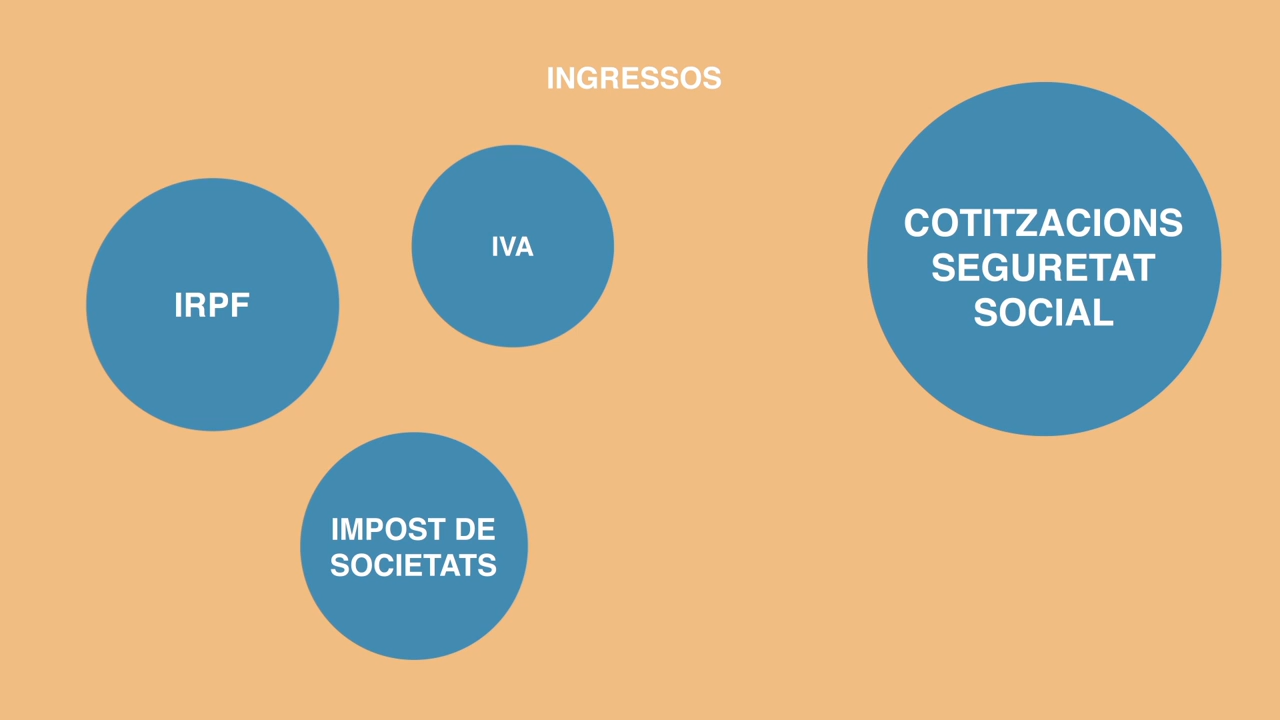 INGRESSOS
IRPF
IVA
COTITZACIONS
SEGURETAT
SOCIAL
IMPOST DE
SOCIETATS